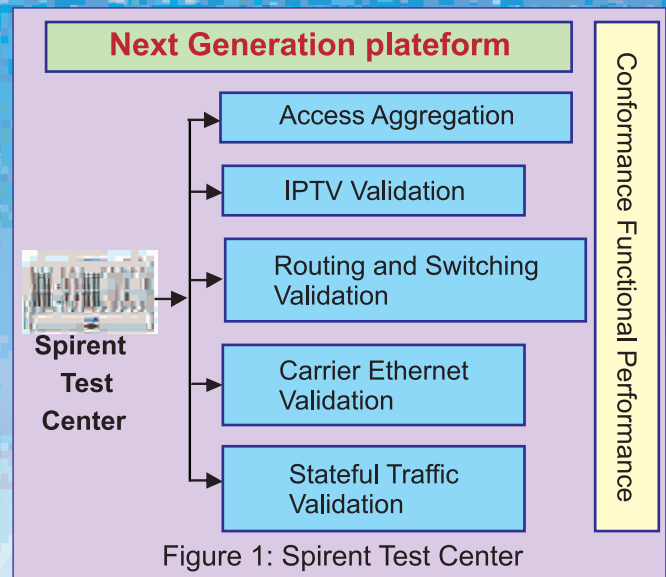 Next Generation plateform
Access Aggregation
IPTV Validation
Routing and Switching
Validation
Carrier Ethernet
Validation
Stateful Traffic
Validation
Spirent
Test
Center
Conformance Functional Performance
Figure 1: Spirent Test Center